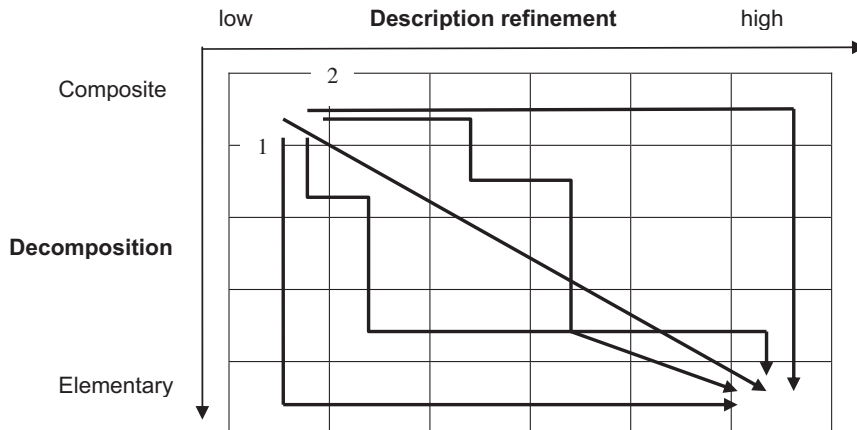 low Description refinement high
Composite
2
1
Decomposition
Elementary